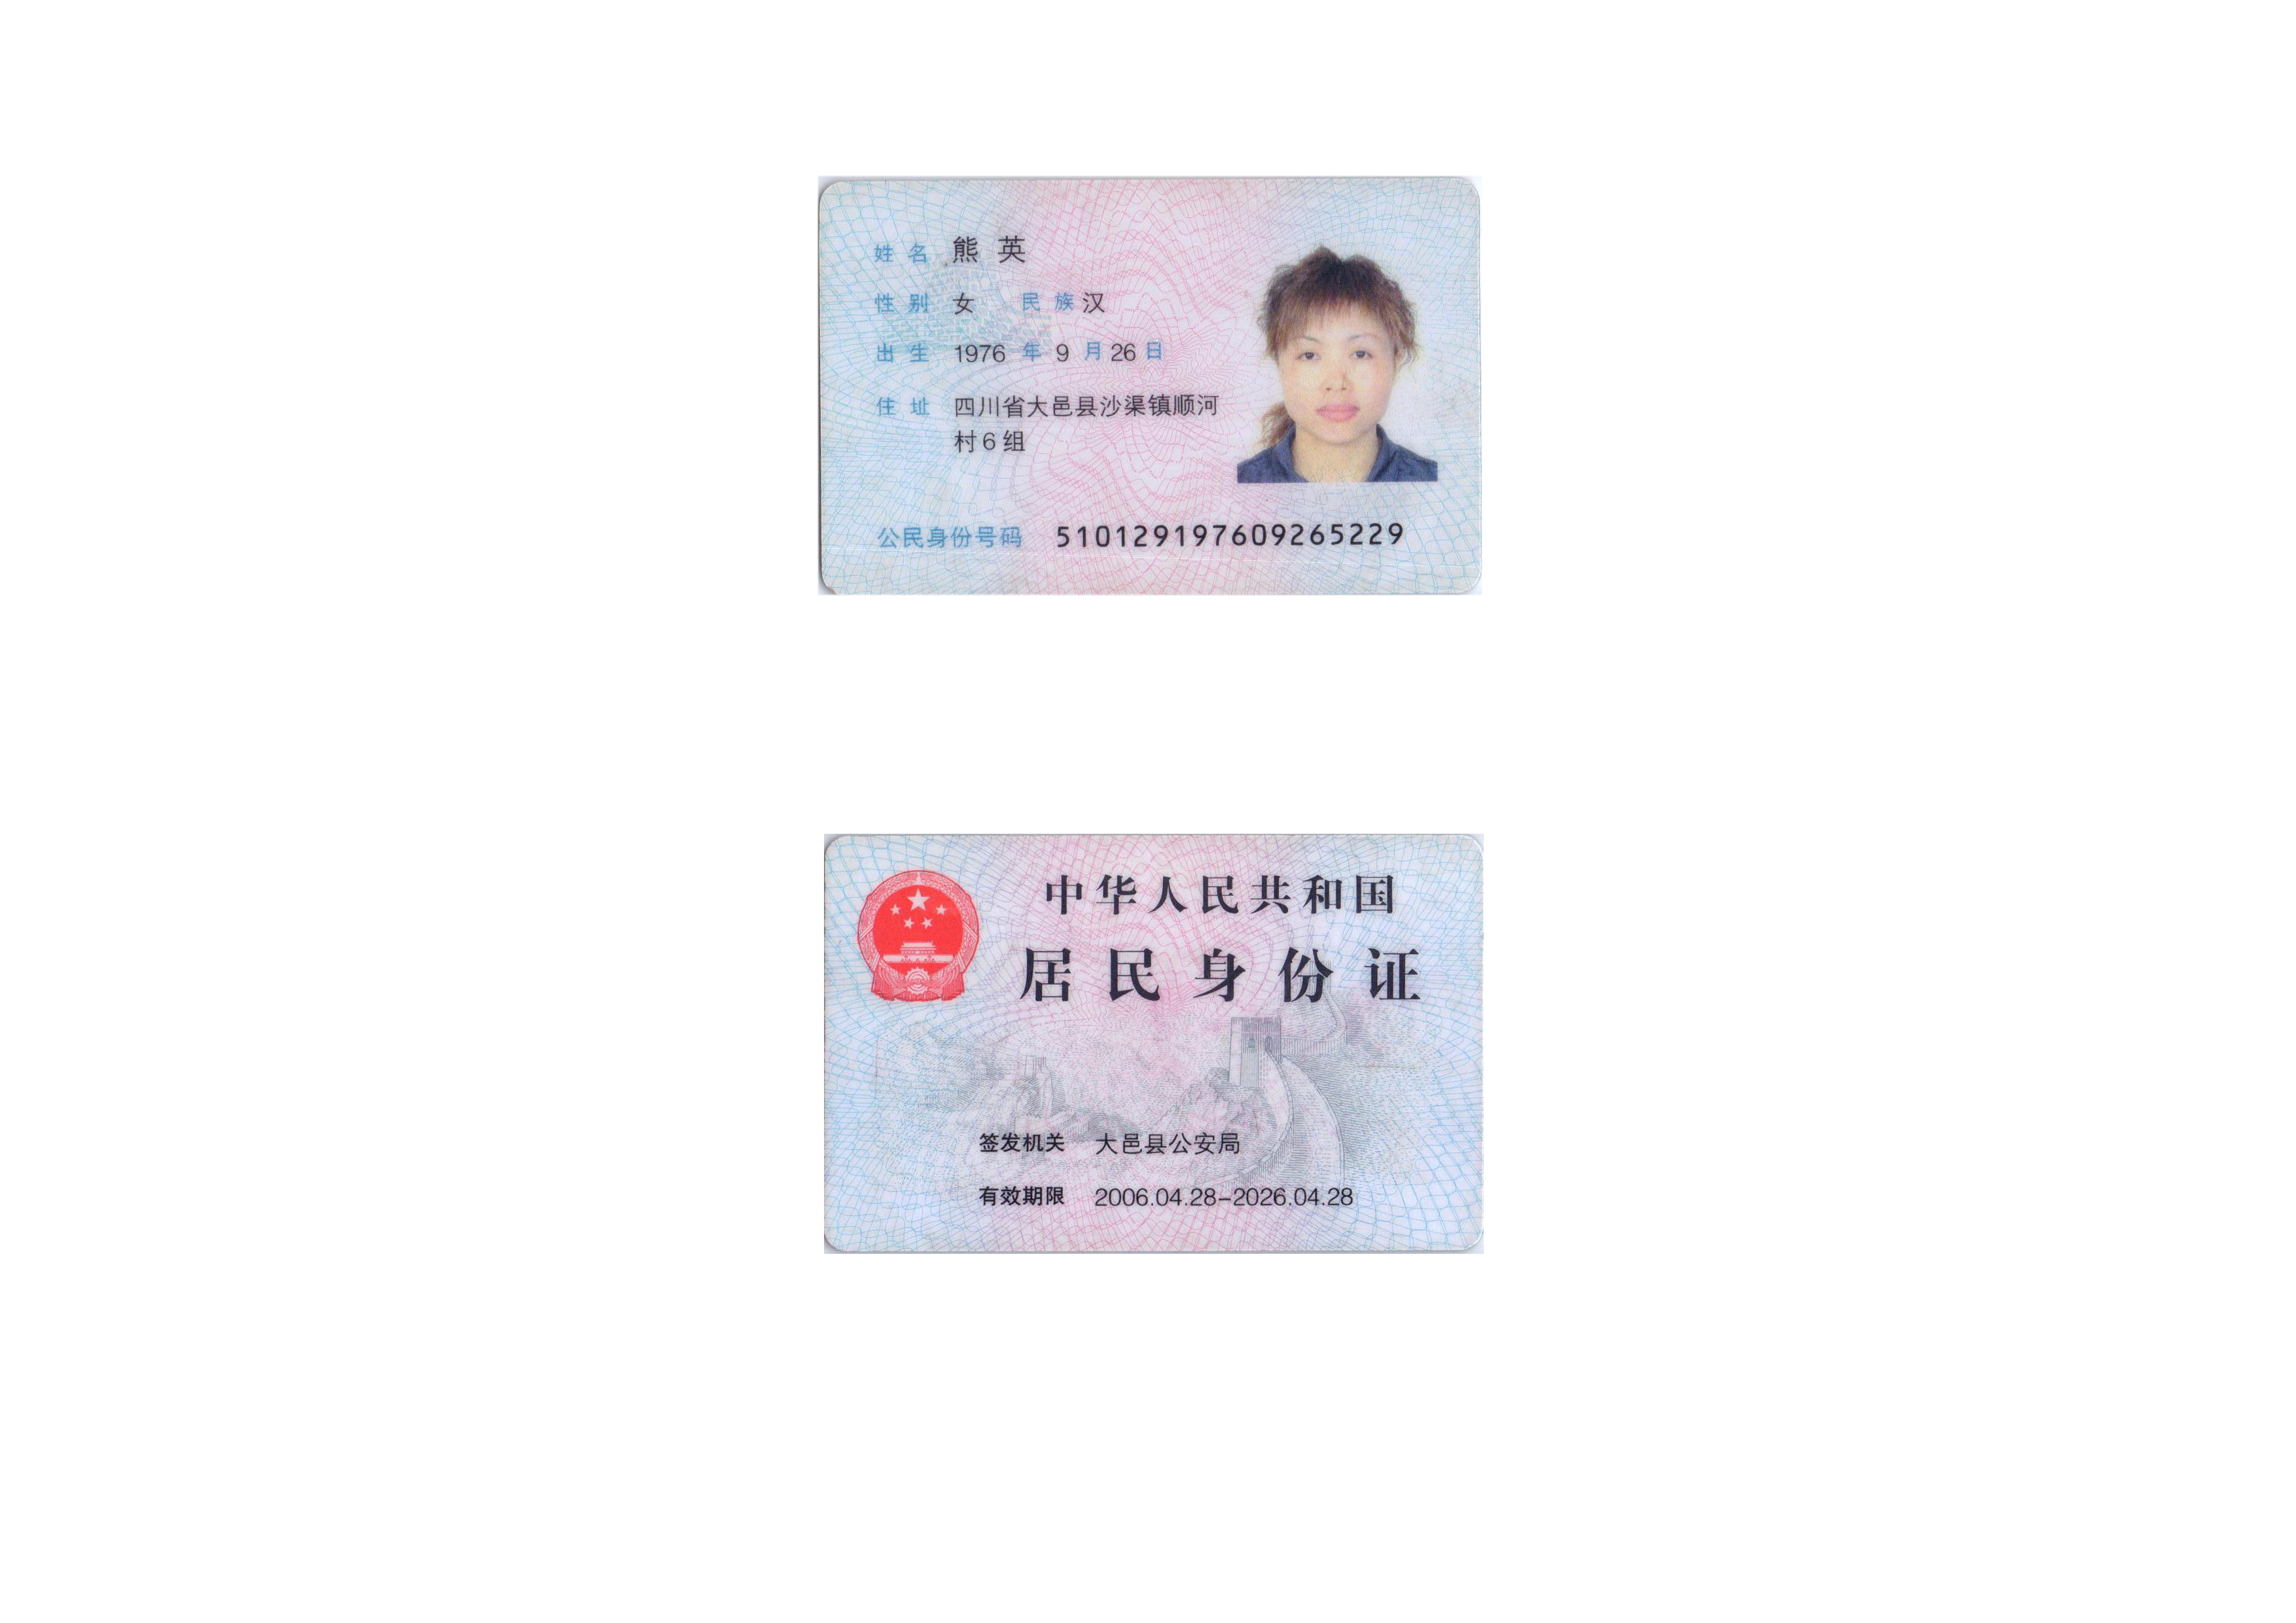 姓名 熊英
性别 女 民族 汉
出生 1976 年 9 月 26 日
住址 四川省大邑县沙渠镇顺河
村6组
公民身份号码 510129197609265229
中华人民共和国
居民身份证
签发机关 大邑县公安局
有效期限 2006.04.28-2026.04.28